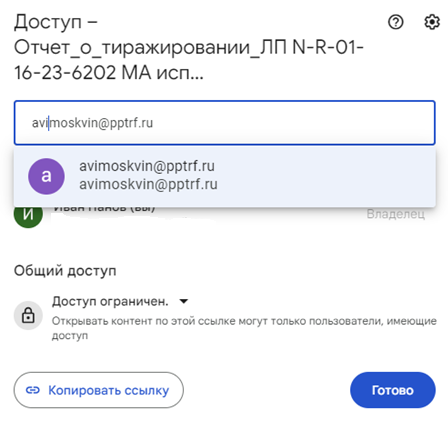 Доступ –
Отчет_о_тиражировании_ЛП N-R-01-
16-23-6202 МА исп...
avimoskvin@pptrf.ru
a
avimoskvin@pptrf.ru
avimoskvin@pptrf.ru
И
Иван Панов (вы)
Владелец
Общий доступ
Доступ ограничен.
Открывать контент по этой ссылке могут только пользователи, имеющие
доступ
Копировать ссылку
Готово